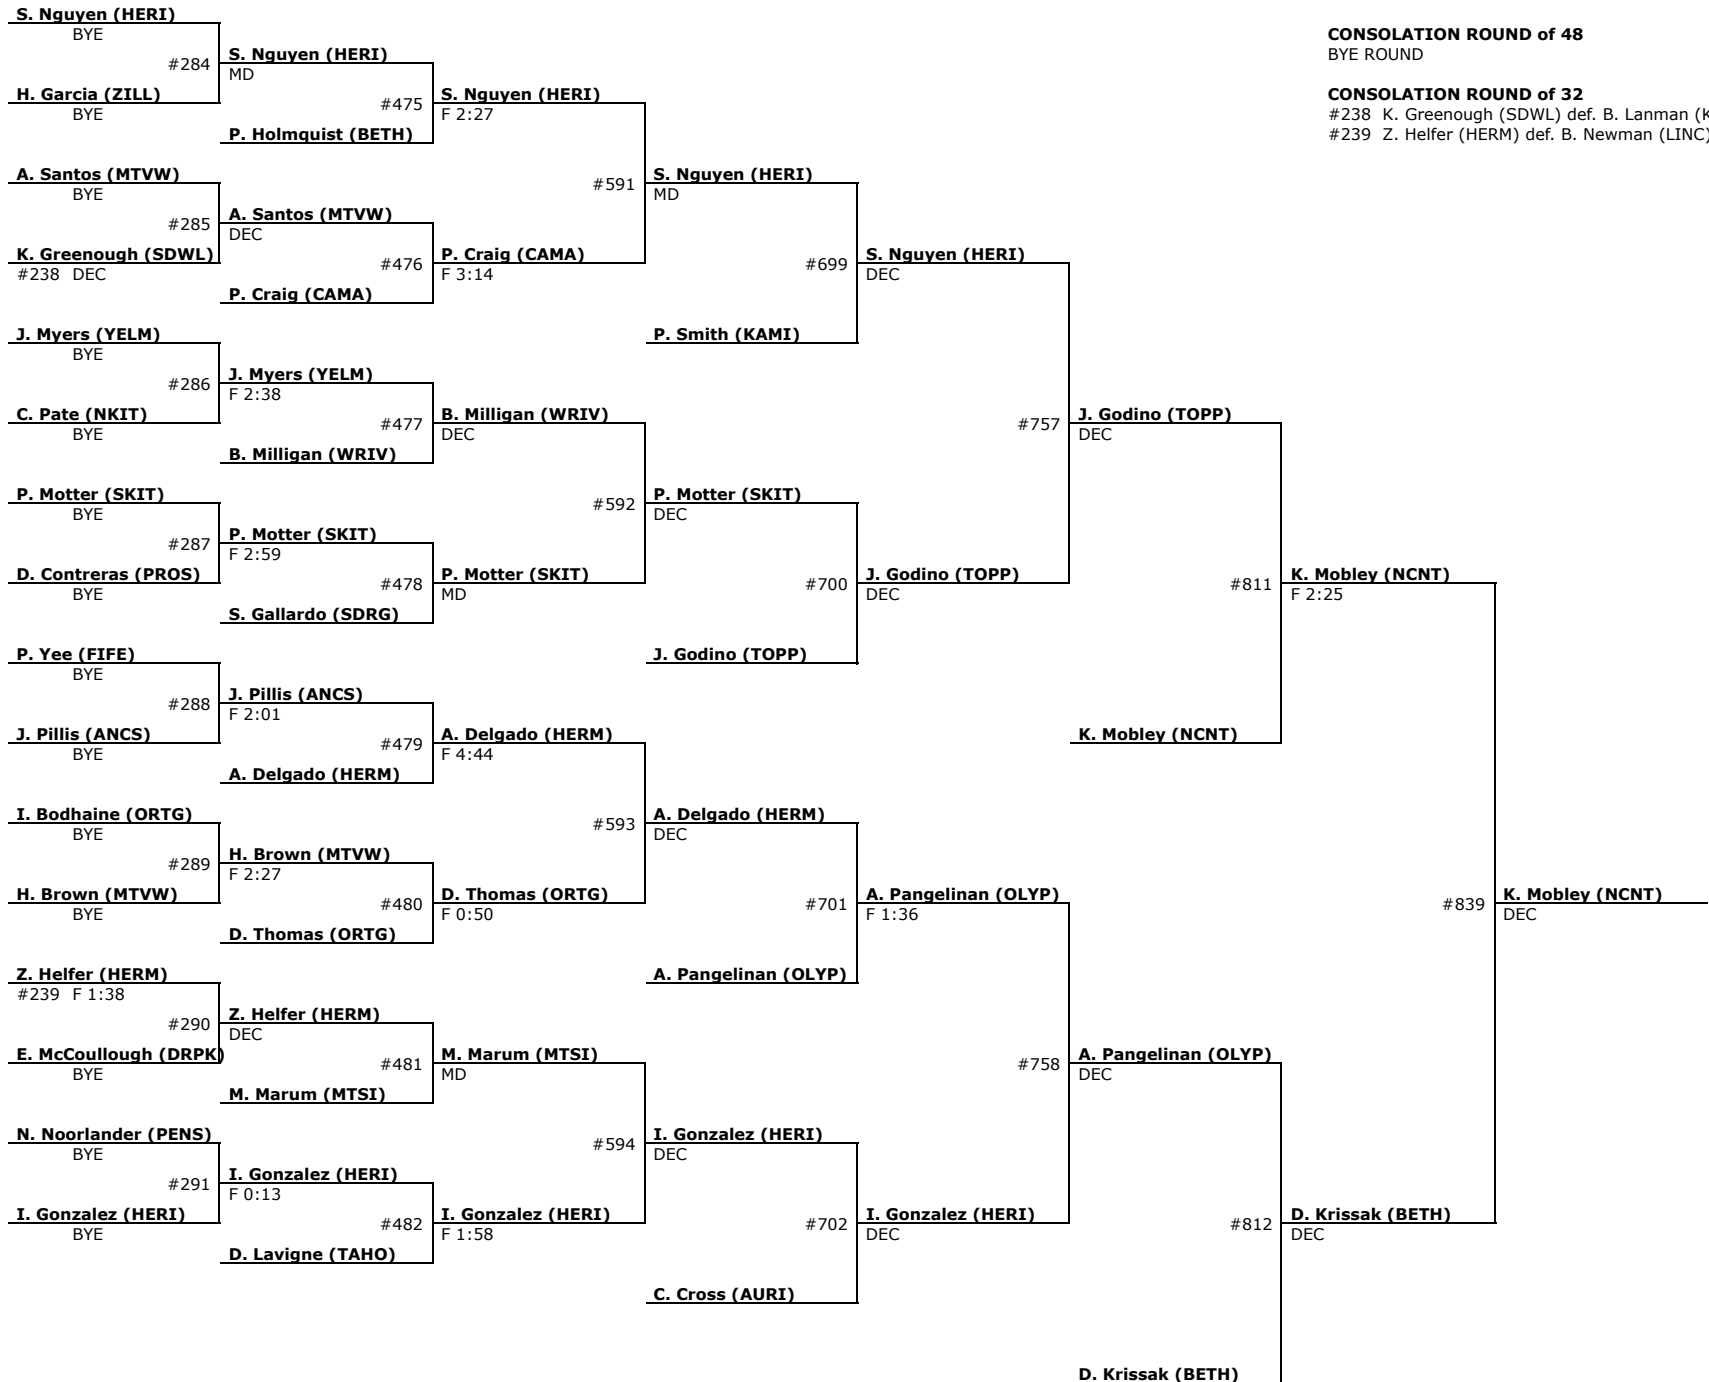 S. Nguyen (HERI)
BYE
#284
H. Garcia (ZILL)
BYE
A. Santos (MTVW)
BYE
#285
K. Greenough (SDWL)
#238 DEC
J. Myers (YELM)
BYE
#286
C. Pate (NKIT)
BYE
P. Motter (SKIT)
BYE
#287
D. Contreras (PROS)
BYE
P. Yee (FIFE)
BYE
#288
J. Pillis (ANCS)
BYE
I. Bodhaine (ORTG)
BYE
#289
H. Brown (MTVW)
BYE
Z. Helfer (HERM)
#239 F 1:38
#290
E. McCoullough (DRPK)
BYE
N. Noorlander (PENS)
BYE
#291
I. Gonzalez (HERI)
BYE
S. Nguyen (HERI)
MD
#475
P. Holmquist (BETH)
A. Santos (MTVW)
DEC
#476
P. Craig (CAMA)
J. Myers (YELM)
F 2:38
#477
B. Milligan (WRIV)
P. Motter (SKIT)
F 2:59
#478
S. Gallardo (SDRG)
J. Pillis (ANCS)
F 2:01
#479
A. Delgado (HERM)
H. Brown (MTVW)
F 2:27
#480
D. Thomas (ORTG)
Z. Helfer (HERM)
DEC
#481
M. Marum (MTSI)
I. Gonzalez (HERI)
F 0:13
#482
D. Lavigne (TAHO)
S. Nguyen (HERI)
F 2:27
#591
P. Craig (CAMA)
F 3:14
B. Milligan (WRIV)
DEC
#592
P. Motter (SKIT)
MD
A. Delgado (HERM)
F 4:44
#593
D. Thomas (ORTG)
F 0:50
M. Marum (MTSI)
MD
#594
I. Gonzalez (HERI)
F 1:58
S. Nguyen (HERI)
MD
#699
P. Smith (KAMI)
P. Motter (SKIT)
DEC
#700
J. Godino (TOPP)
A. Delgado (HERM)
DEC
#701
A. Pangelinan (OLYP)
I. Gonzalez (HERI)
DEC
#702
C. Cross (AURI)
S. Nguyen (HERI)
DEC
#757
J. Godino (TOPP)
DEC
A. Pangelinan (OLYP)
F 1:36
#758
I. Gonzalez (HERI)
DEC
J. Godino (TOPP)
DEC
#811
K. Mobley (NCNT)
A. Pangelinan (OLYP)
DEC
#812
D. Krissak (BETH)
K. Mobley (NCNT)
F 2:25
#839
D. Krissak (BETH)
DEC
K. Mobley (NCNT)
DEC
CONSOLATION ROUND of 48
BYE ROUND
CONSOLATION ROUND of 32
#238 K. Greenough (SDWL) def. B. Lanman (
#239 Z. Helfer (HERM) def. B. Newman (LINC)